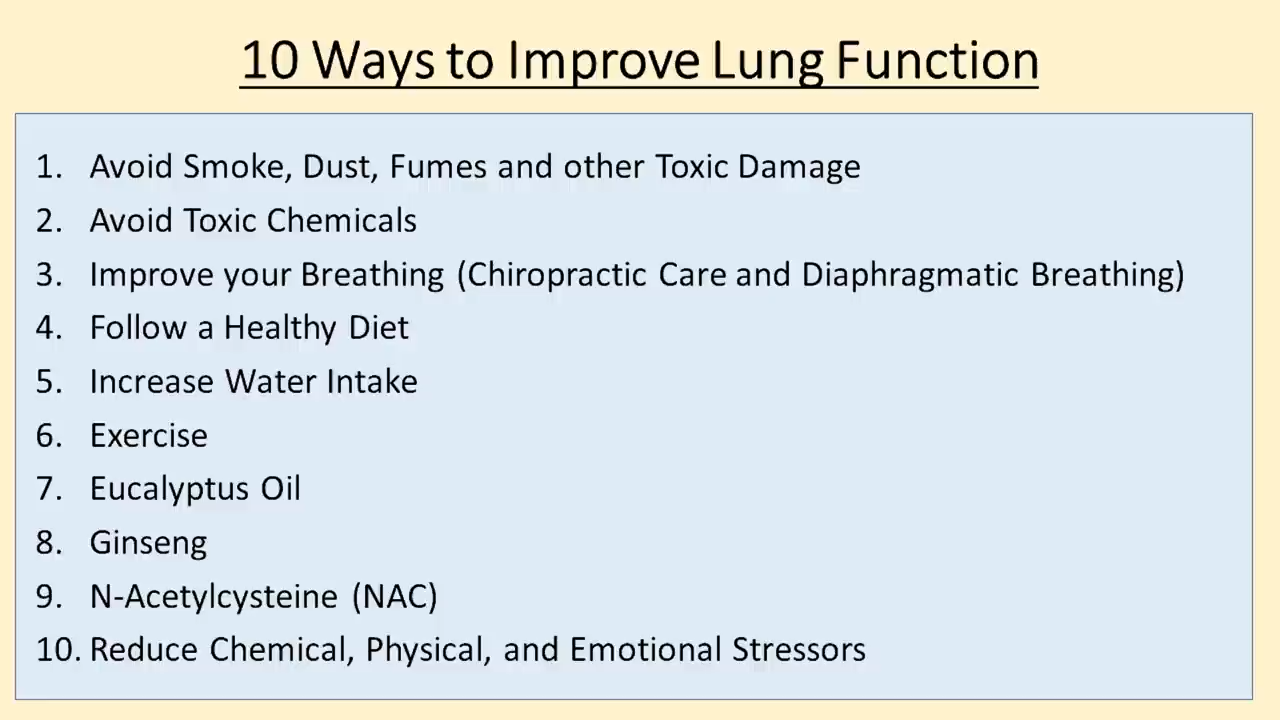 10 Ways to Improve Lung Function
1. Avoid Smoke, Dust, Fumes and other Toxic Damage
2. Avoid Toxic Chemicals
3. Improve your Breathing (Chiropractic Care and Diaphragmatic Breathing)
4. Follow a Healthy Diet
5. Increase Water Intake
6. Exercise
7. Eucalyptus Oil
8. Ginseng
9. N-Acetylcysteine (NAC)
10. Reduce Chemical, Physical, and Emotional Stressors